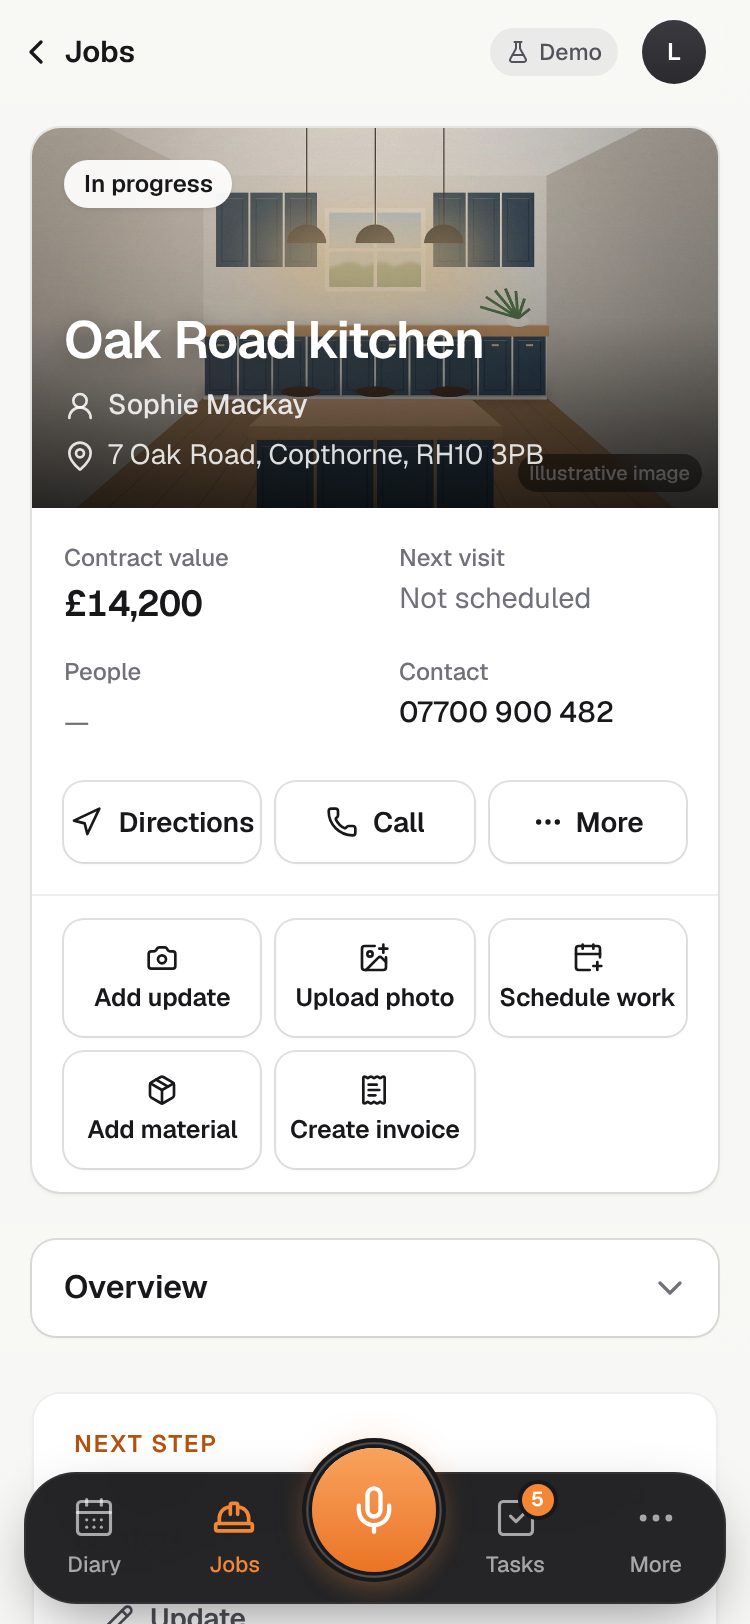 Jobs
Demo
L
In progress
Oak Road kitchen
Sophie Mackay
7 Oak Road, Copthorne, RH10 3PB
Illustrative image
Contract value
Next visit
£14,200
Not scheduled
People
Contact
—
07700 900 482
Directions
Call
More
Add update
Upload photo
Schedule work
Add material
Create invoice
Overview
NEXT STEP
5
Diary
Jobs
Tasks
More
Update